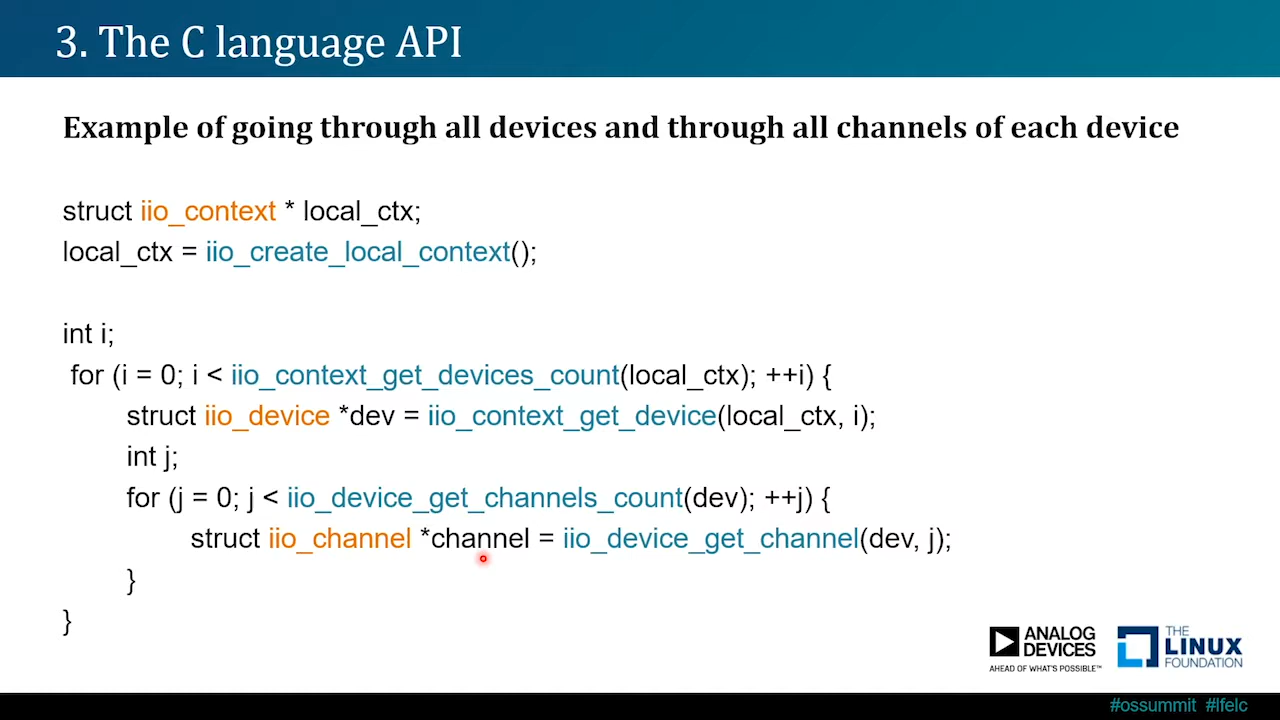 3. The C language API
Example of going through all devices and through all channels of each device
struct iio_context * local_ctx;
local_ctx = iio_create_local_context();
int i;
for (i = 0; i < iio_context_get_devices_count(local_ctx); ++i) {
struct iio_device *dev = iio_context_get_device(local_ctx, i);
int j;
for (j = 0; j < iio_device_get_channels_count(dev); ++j) {
struct iio_channel *channel = iio_device_get_channel(dev, j);
}
}
ANALOG
DEVICES
AHEAD OF WHAT'S POSSIBLE™
THE
LINUX
FOUNDATION
#ossummit #lfelc